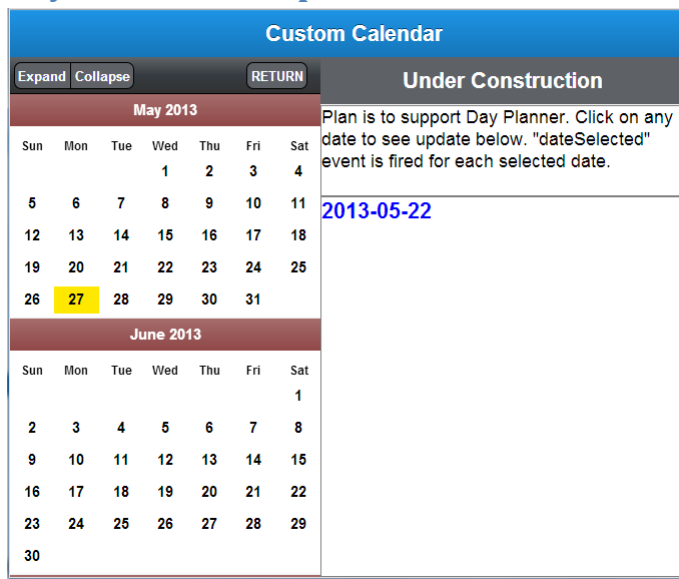 Custom Calendar
Expand Collapse RETURN
May 2013
Sun Mon Tue Wed Thu Fri Sat
1 2 3 4
5 6 7 8 9 10 11
12 13 14 15 16 17 18
19 20 21 22 23 24 25
26 27 28 29 30 31
June 2013
Sun Mon Tue Wed Thu Fri Sat
1
2 3 4 5 6 7 8
9 10 11 12 13 14 15
16 17 18 19 20 21 22
23 24 25 26 27 28 29
30
Under Construction
Plan is to support Day Planner. Click on any
date to see update below. "dateSelected"
event is fired for each selected date.
2013-05-22